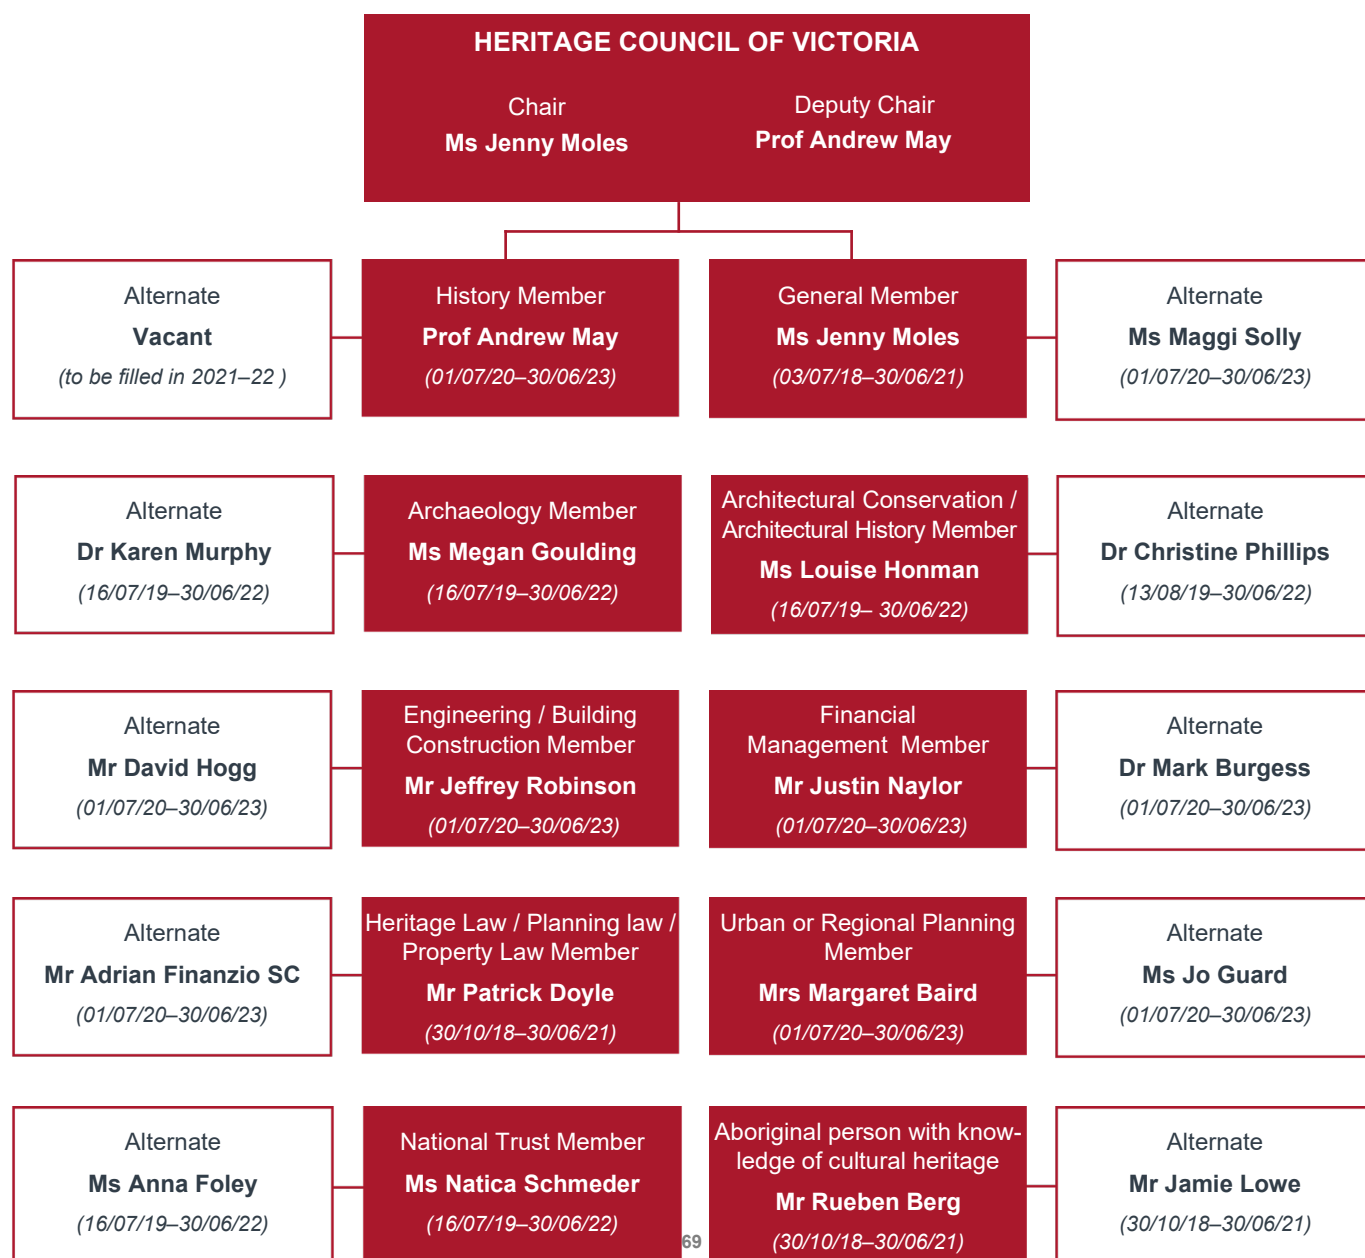 HERITAGE COUNCIL OF VICTORIA
Chair
Ms Jenny Moles
Deputy Chair
Prof Andrew May
Alternate
Vacant
(to be filled in 2021–22 )
History Member
Prof Andrew May
(01/07/20–30/06/23)
General Member
Ms Jenny Moles
(03/07/18–30/06/21)
Alternate
Ms Maggi Solly
(01/07/20–30/06/23)
Alternate
Dr Karen Murphy
(16/07/19–30/06/22)
Archaeology Member
Ms Megan Goulding
(16/07/19–30/06/22)
Architectural Conservation /
Architectural History Member
Ms Louise Honman
(16/07/19– 30/06/22)
Alternate
Dr Christine Phillips
(13/08/19–30/06/22)
Alternate
Mr David Hogg
(01/07/20–30/06/23)
Engineering / Building
Construction Member
Mr Jeffrey Robinson
(01/07/20–30/06/23)
Financial
Management  Member
Mr Justin Naylor
(01/07/20–30/06/23)
Alternate
Dr Mark Burgess
(01/07/20–30/06/23)
Alternate
Mr Adrian Finanzio SC
(01/07/20–30/06/23)
Heritage Law / Planning law /
Property Law Member
Mr Patrick Doyle
(30/10/18–30/06/21)
Urban or Regional Planning
Member
Mrs Margaret Baird
(01/07/20–30/06/23)
Alternate
Ms Jo Guard
(01/07/20–30/06/23)
Alternate
Ms Anna Foley
(16/07/19–30/06/22)
National Trust Member
Ms Natica Schmeder
(16/07/19–30/06/22)
Aboriginal person with know-
ledge of cultural heritage
Mr Rueben Berg
(30/10/18–30/06/21)
Alternate
Mr Jamie Lowe
(30/10/18–30/06/21)
69